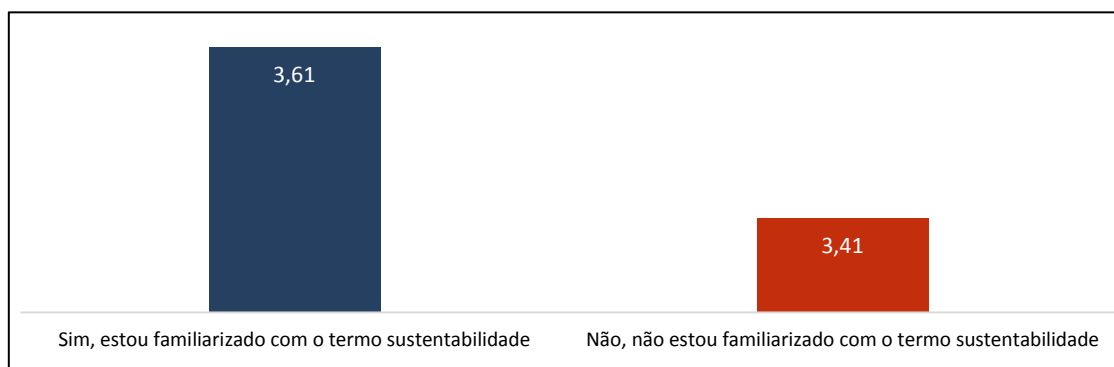 3,61
3,41
Sim, estou familiarizado com o termo sustentabilidade
Não, não estou familiarizado com o termo sustentabilidade